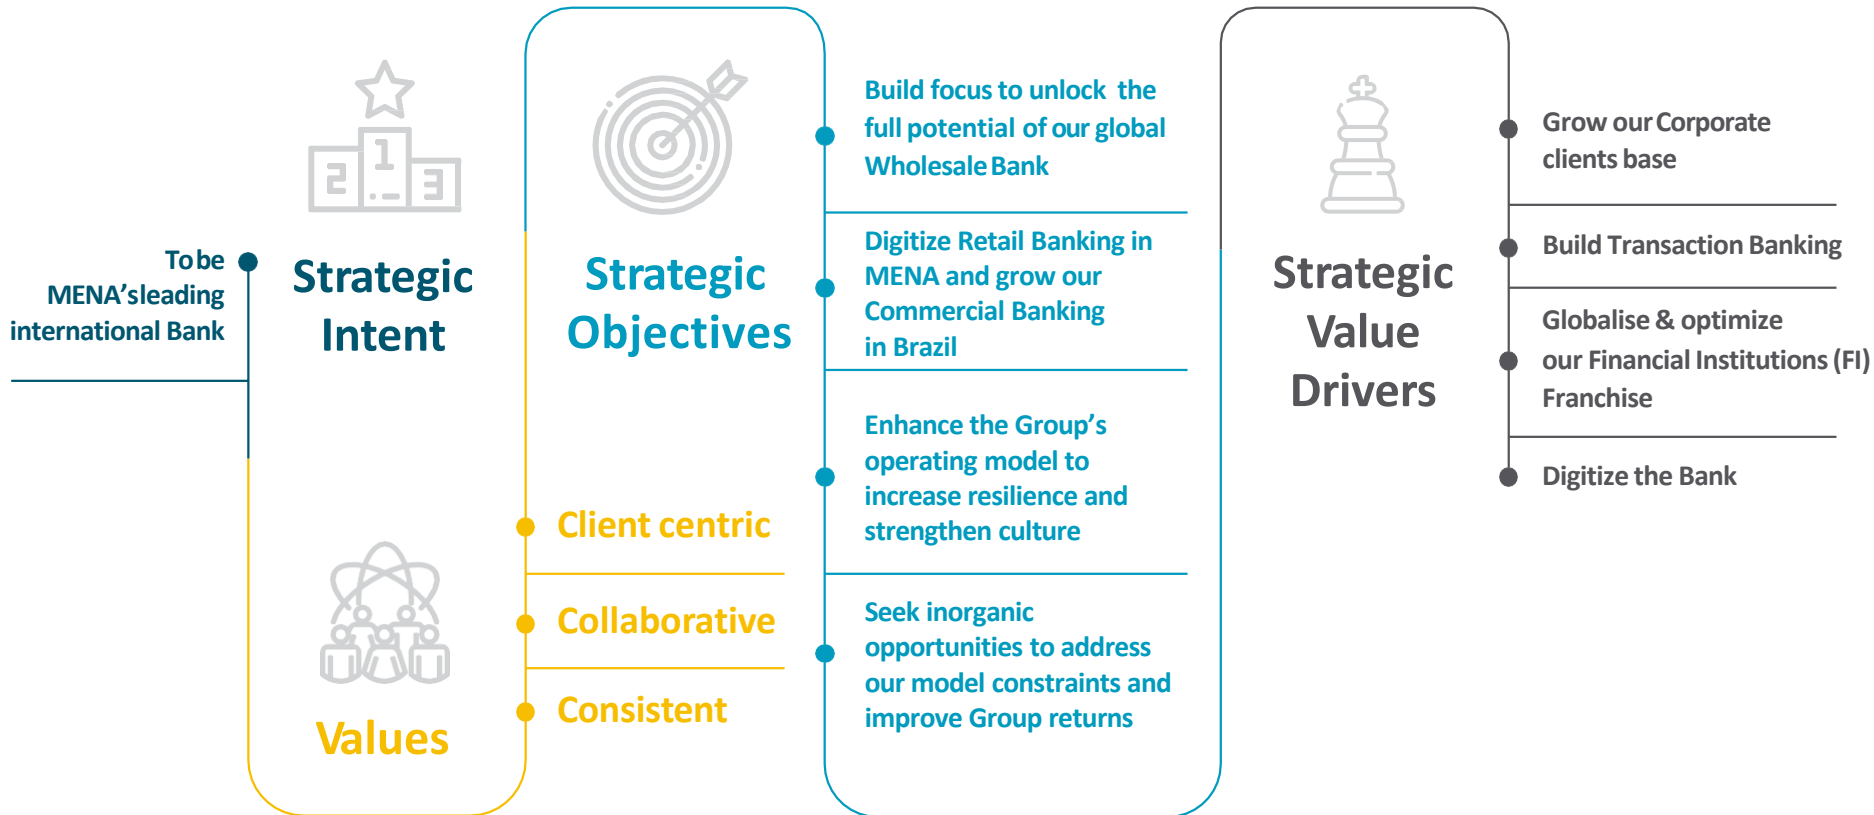 To be
MENA's leading
international Bank
Strategic
Intent
2
1
3
Values
Client centric
Collaborative
Consistent
Strategic
Objectives
Build focus to unlock the
full potential of our global
Wholesale Bank
Digitize Retail Banking in
MENA and grow our
Commercial Banking
in Brazil
Enhance the Group's
operating model to
increase resilience and
strengthen culture
Seek inorganic
opportunities to address
our model constraints and
improve Group returns
Strategic
Value
Drivers
Grow our Corporate
clients base
Build Transaction Banking
Globalise & optimize
our Financial Institutions (FI)
Franchise
Digitize the Bank